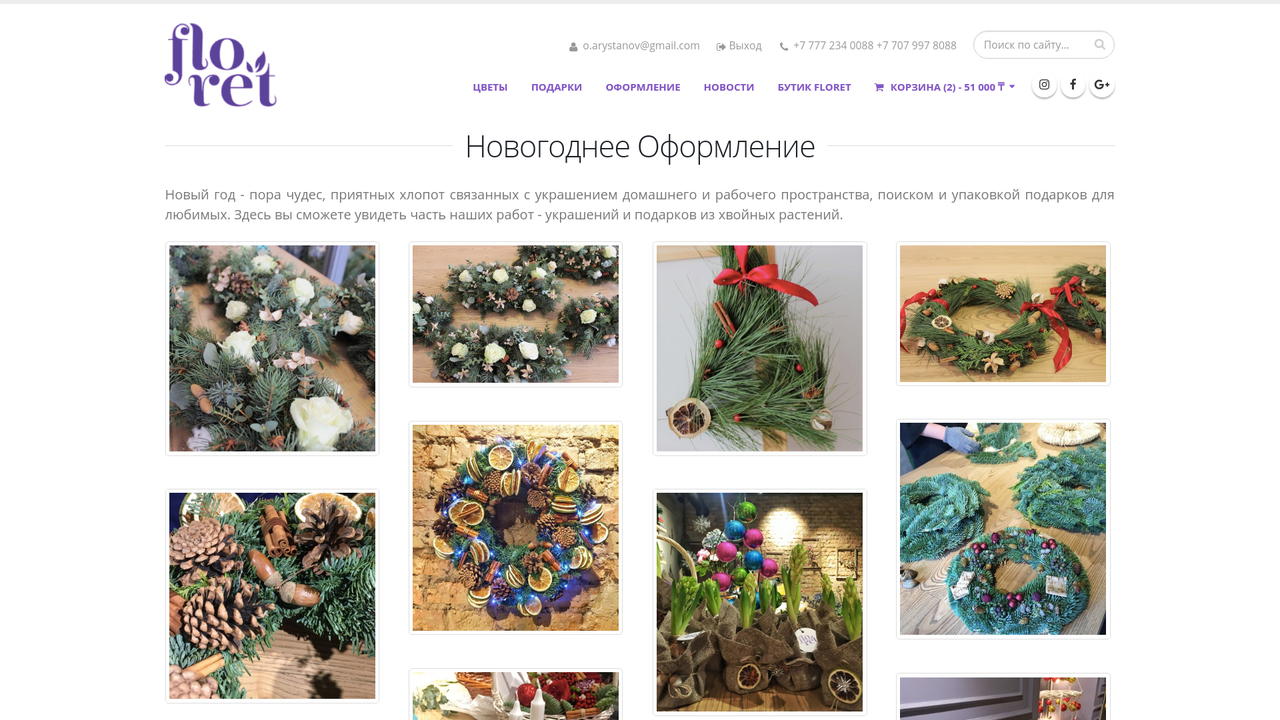 floret
o.arystanov@gmail.com Выход +7 777 234 0088 +7 707 997 8088 Поиск по сайту...
ЦВЕТЫ ПОДАРКИ ОФОРМЛЕНИЕ НОВОСТИ БУТИК FLORET КОРЗИНА (2) - 51 000 ₸
Новогоднее Оформление
Новый год - пора чудес, приятных хлопот связанных с украшением домашнего и рабочего пространства, поиском и упаковкой подарков для
любимых. Здесь вы сможете увидеть часть наших работ - украшений и подарков из хвойных растений.